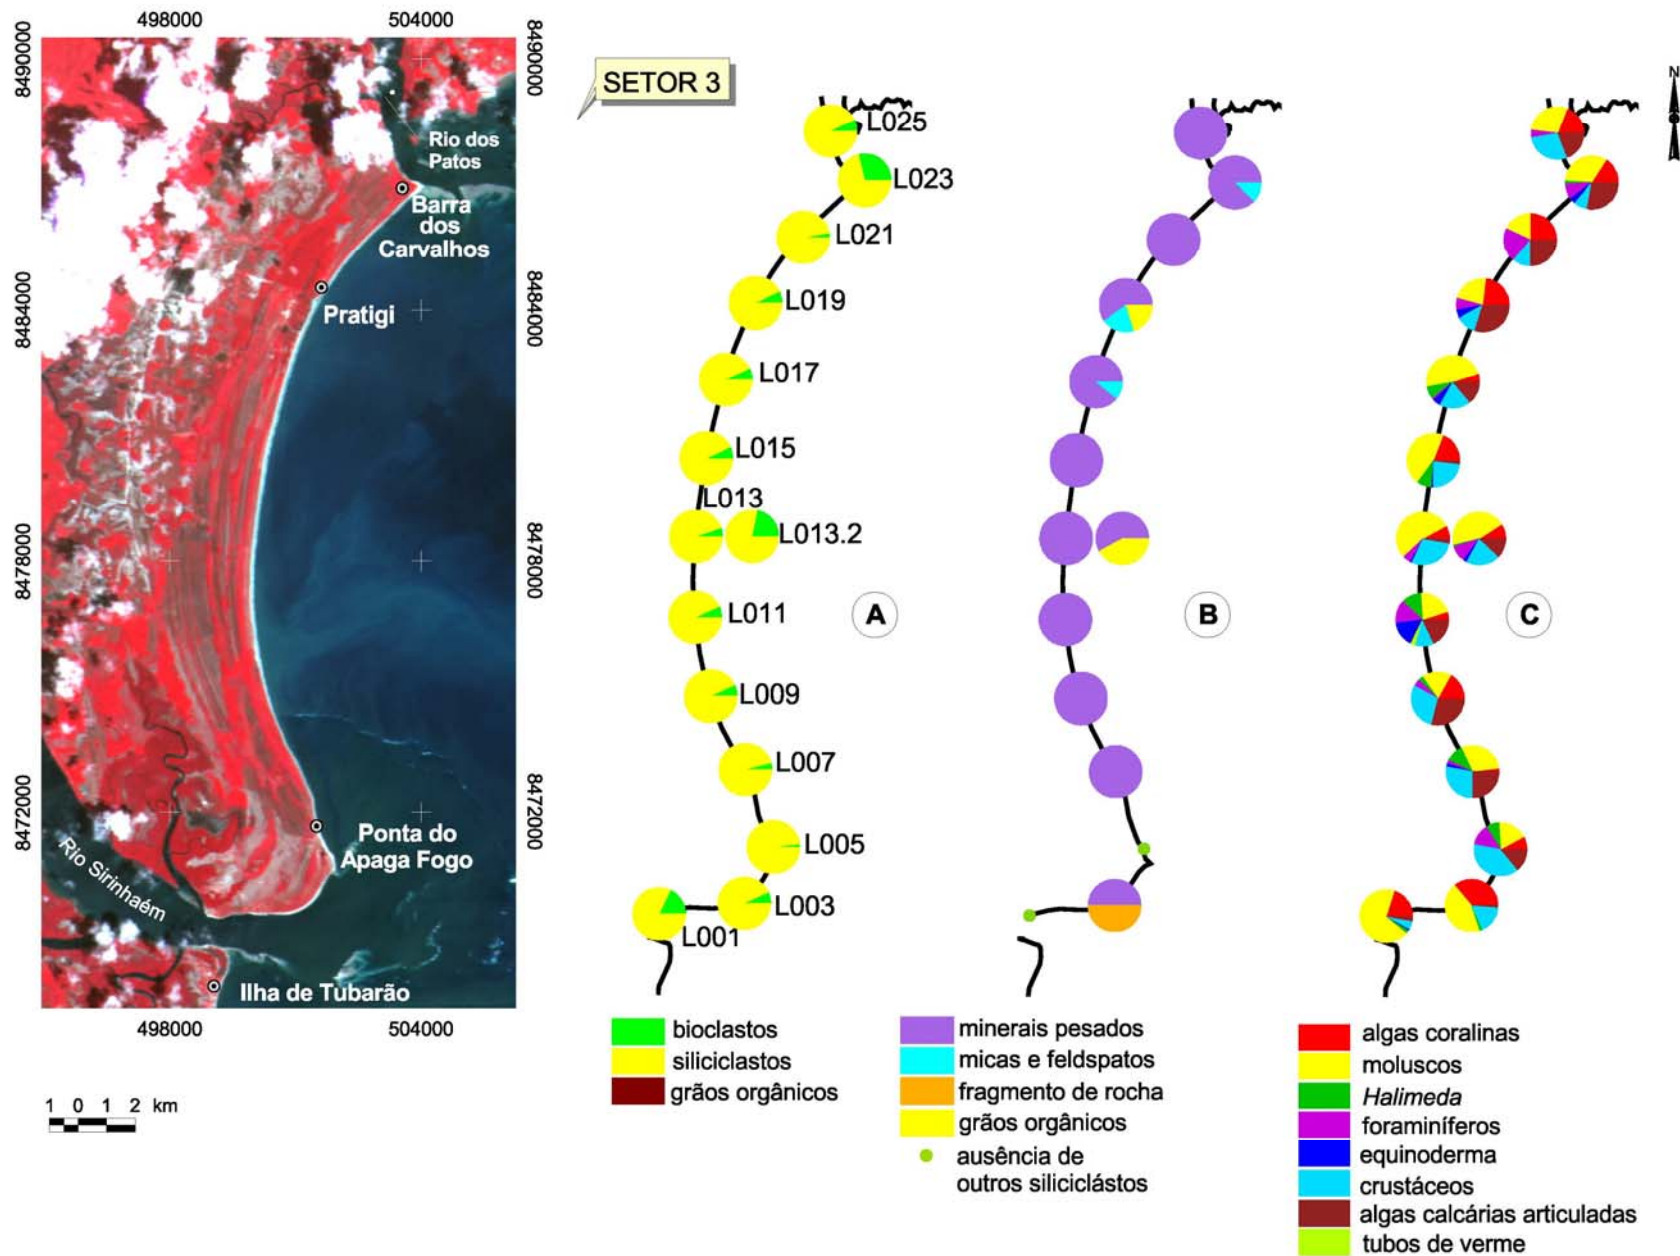 498000
504000
8490000
8490000
Rio dos
Patos
Barra
dos
Carvalhos
8484000
8484000
Pratigi
8478000
8478000
8472000
8472000
Ponta do
Apaga Fogo
Rio Sirinhaém
Ilha de Tubarão
498000
504000
1 0 1 2 km
SETOR 3
N
L025
L023
L021
L019
L017
L015
L013
L013.2
L011
L009
L007
L005
L003
L001
A
B
C
bioclastos
siliciclastos
grãos orgânicos
minerais pesados
micas e feldspatos
fragmento de rocha
grãos orgânicos
ausência de
outros siliciclástos
algas coralinas
moluscos
Halimeda
foraminíferos
equinoderma
crustáceos
algas calcárias articuladas
tubos de verme